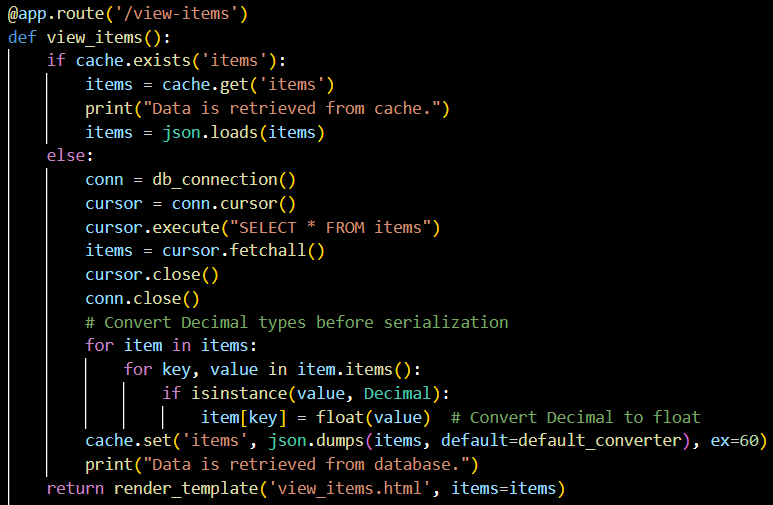 @app.route('/view-items')
def view_items():
    if cache.exists('items'):
        items = cache.get('items')
        print("Data is retrieved from cache.")
        items = json.loads(items)
    else:
        conn = db_connection()
        cursor = conn.cursor()
        cursor.execute("SELECT * FROM items")
        items = cursor.fetchall()
        cursor.close()
        conn.close()
        # Convert Decimal types before serialization
        for item in items:
            for key, value in item.items():
                if isinstance(value, Decimal):
                    item[key] = float(value)  # Convert Decimal to float
        cache.set('items', json.dumps(items, default=default_converter), ex=60)
        print("Data is retrieved from database.")
    return render_template('view_items.html', items=items)